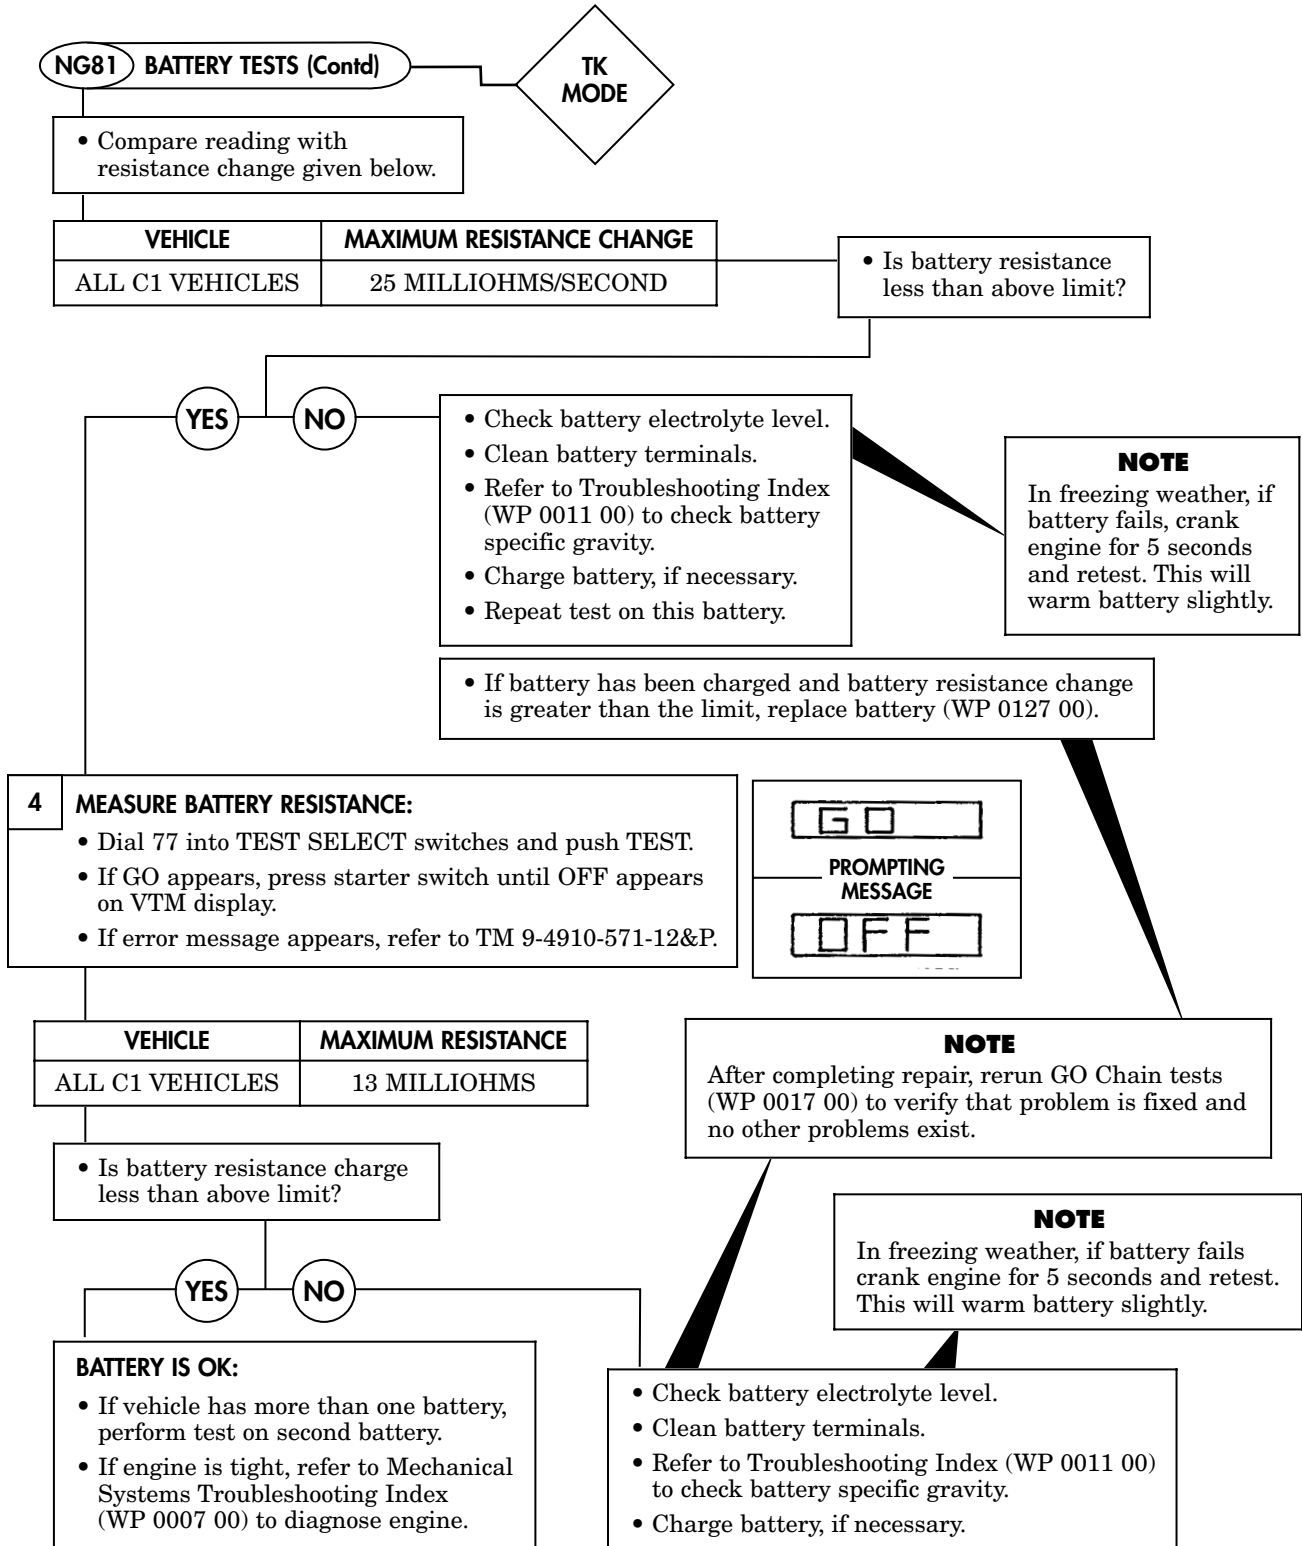 NG81 BATTERY TESTS (Contd)
TK
MODE
• Compare reading with
resistance change given below.
VEHICLE MAXIMUM RESISTANCE CHANGE
ALL C1 VEHICLES 25 MILLIOHMS/SECOND
• Is battery resistance
less than above limit?
YES NO
• Check battery electrolyte level.
• Clean battery terminals.
• Refer to Troubleshooting Index
(WP 0011 00) to check battery
specific gravity.
• Charge battery, if necessary.
• Repeat test on this battery.
NOTE
In freezing weather, if
battery fails, crank
engine for 5 seconds
and retest. This will
warm battery slightly.
• If battery has been charged and battery resistance change
is greater than the limit, replace battery (WP 0127 00).
4 MEASURE BATTERY RESISTANCE:
• Dial 77 into TEST SELECT switches and push TEST.
• If GO appears, press starter switch until OFF appears
on VTM display.
• If error message appears, refer to TM 9-4910-571-12&P.
GO
PROMPTING
MESSAGE
OFF
VEHICLE MAXIMUM RESISTANCE
ALL C1 VEHICLES 13 MILLIOHMS
NOTE
After completing repair, rerun GO Chain tests
(WP 0017 00) to verify that problem is fixed and
no other problems exist.
• Is battery resistance charge
less than above limit?
NOTE
In freezing weather, if battery fails
crank engine for 5 seconds and retest.
This will warm battery slightly.
YES NO
BATTERY IS OK:
• If vehicle has more than one battery,
perform test on second battery.
• If engine is tight, refer to Mechanical
Systems Troubleshooting Index
(WP 0007 00) to diagnose engine.
• Check battery electrolyte level.
• Clean battery terminals.
• Refer to Troubleshooting Index (WP 0011 00)
to check battery specific gravity.
• Charge battery, if necessary.